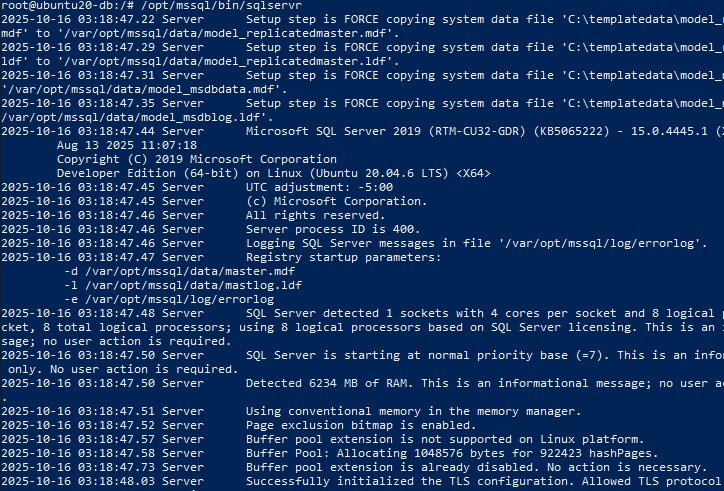 root@ubuntu20-db:/# /opt/mssql/bin/sqlservr
2025-10-16 03:18:47.22 Server Setup step is FORCE copying system data file 'C:\templatedata\model_
mdf' to '/var/opt/mssql/data/model_replicatedmaster.mdf'.
2025-10-16 03:18:47.29 Server Setup step is FORCE copying system data file 'C:\templatedata\model_
ldf' to '/var/opt/mssql/data/model_replicatedmaster.ldf'.
2025-10-16 03:18:47.31 Server Setup step is FORCE copying system data file 'C:\templatedata\model_
'/var/opt/mssql/data/model_msdbdata.mdf'.
2025-10-16 03:18:47.35 Server Setup step is FORCE copying system data file 'C:\templatedata\model_
/var/opt/mssql/data/model_msdblog.ldf'.
2025-10-16 03:18:47.44 Server Microsoft SQL Server 2019 (RTM-CU32-GDR) (KB5065222) - 15.0.4445.1 (
Aug 13 2025 11:07:18
Copyright (C) 2019 Microsoft Corporation
Developer Edition (64-bit) on Linux (Ubuntu 20.04.6 LTS) <X64>
2025-10-16 03:18:47.45 Server UTC adjustment: -5:00
2025-10-16 03:18:47.45 Server (c) Microsoft Corporation.
2025-10-16 03:18:47.46 Server All rights reserved.
2025-10-16 03:18:47.46 Server Server process ID is 400.
2025-10-16 03:18:47.46 Server Logging SQL Server messages in file '/var/opt/mssql/log/errorlog'.
2025-10-16 03:18:47.47 Server Registry startup parameters:
-d /var/opt/mssql/data/master.mdf
-l /var/opt/mssql/data/mastlog.ldf
-e /var/opt/mssql/log/errorlog
2025-10-16 03:18:47.48 Server SQL Server detected 1 sockets with 4 cores per socket and 8 logical
cket, 8 total logical processors; using 8 logical processors based on SQL Server licensing. This is an
sage; no user action is required.
2025-10-16 03:18:47.50 Server SQL Server is starting at normal priority base (=7). This is an info
only. No user action is required.
2025-10-16 03:18:47.50 Server Detected 6234 MB of RAM. This is an informational message; no user a
.
2025-10-16 03:18:47.51 Server Using conventional memory in the memory manager.
2025-10-16 03:18:47.52 Server Page exclusion bitmap is enabled.
2025-10-16 03:18:47.57 Server Buffer pool extension is not supported on Linux platform.
2025-10-16 03:18:47.58 Server Buffer Pool: Allocating 1048576 bytes for 922423 hashPages.
2025-10-16 03:18:47.73 Server Buffer pool extension is already disabled. No action is necessary.
2025-10-16 03:18:48.03 Server Successfully initialized the TLS configuration. Allowed TLS protocol